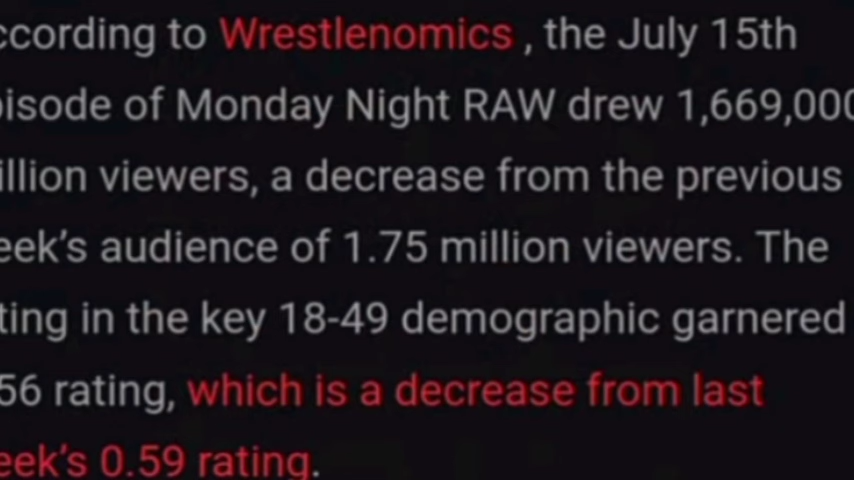 ccording to Wrestlenomics , the July 15th
pisode of Monday Night RAW drew 1,669,000
illion viewers, a decrease from the previous
eek's audience of 1.75 million viewers. The
ting in the key 18-49 demographic garnered
56 rating, which is a decrease from last
eek's 0.59 rating.